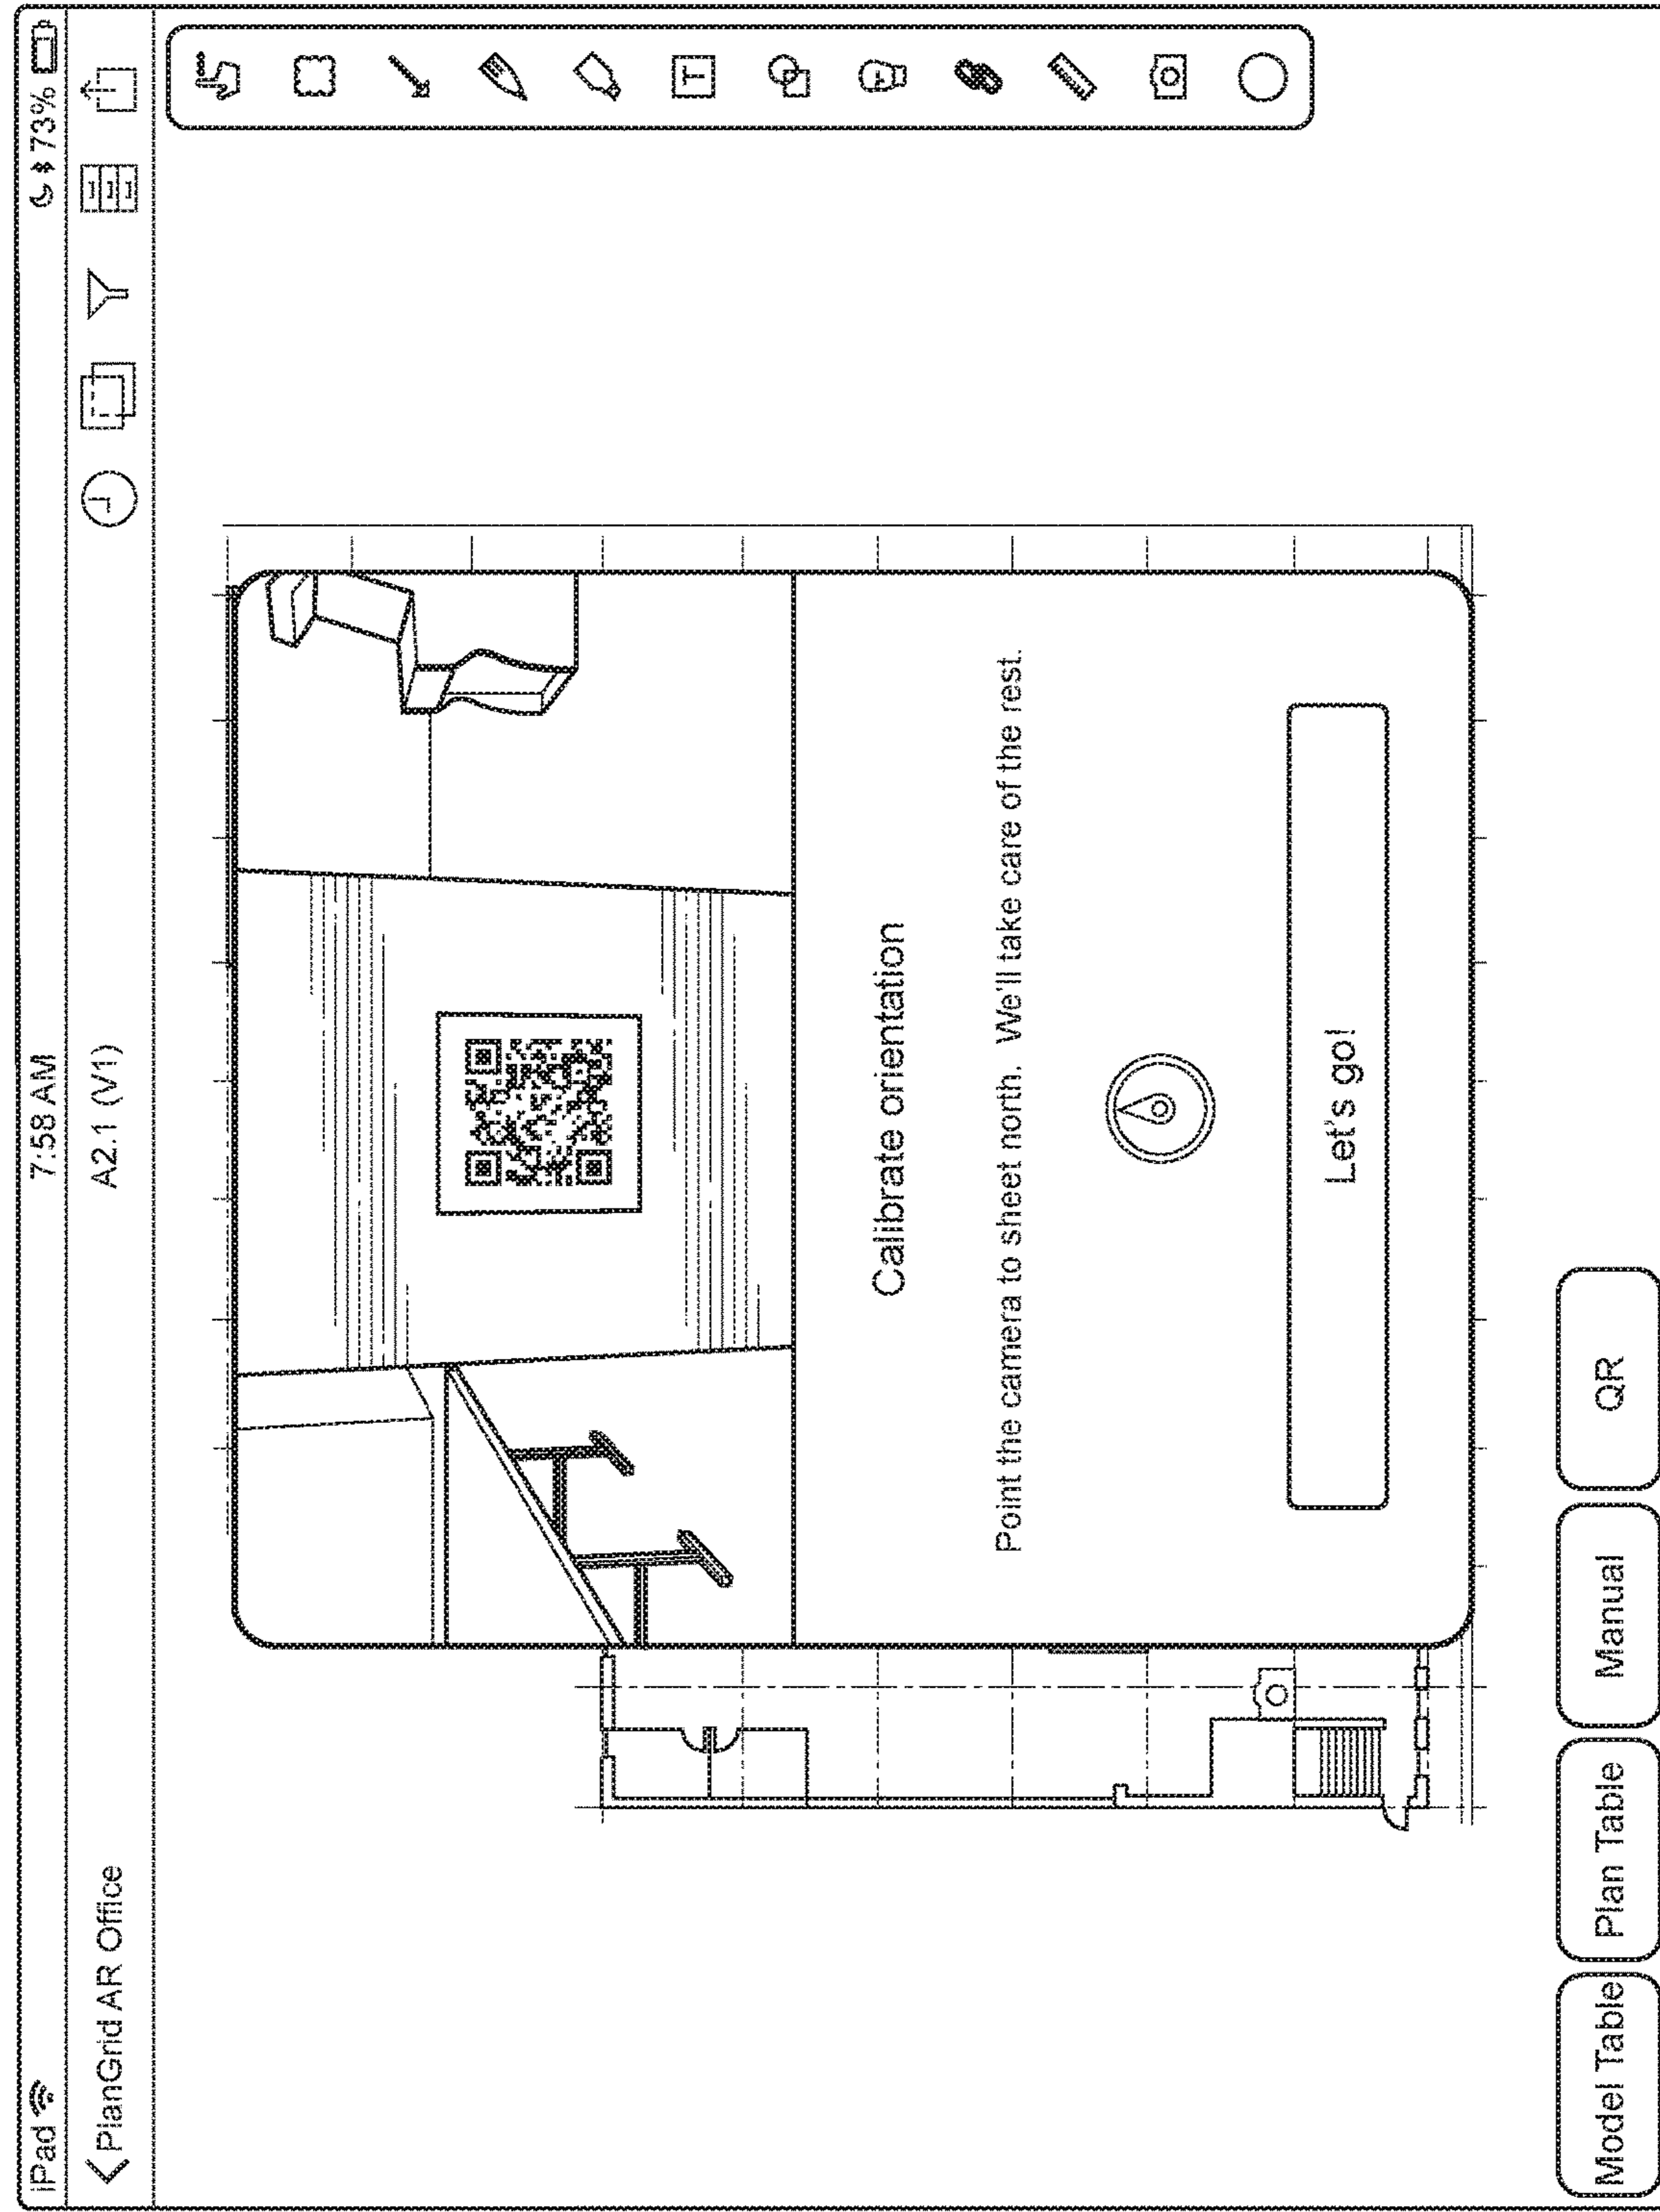 iPad 7:58 AM 73%
PlanGrid AR Office A2.1 (V1)
T
Calibrate orientation
Point the camera to sheet north. We'll take care of the rest.
Let's go!
Model Table Plan Table Manual QR